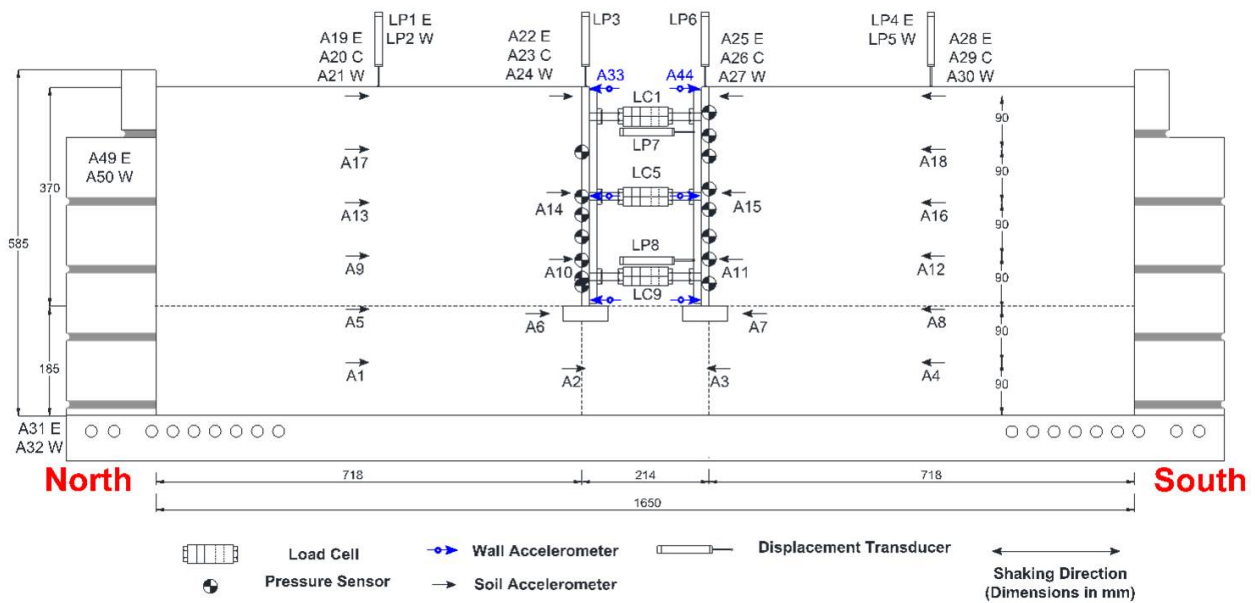 LP1 E
LP2 W
LP3
LP6
LP4 E
LP5 W
A19 E
A20 C
A21 W
A22 E
A23 C
A24 W
A33
A44
A25 E
A26 C
A27 W
A28 E
A29 C
A30 W
LC1
LP7
90
A49 E
A50 W
A17
A18
90
370
LC5
A14
A15
585
A13
A16
90
LP8
A9
A10
A11
A12
90
LC9
A5
A6
A7
A8
90
185
A1
A2
A3
A4
90
A31 E
A32 W
North
South
718
214
718
1650
Load Cell
Wall Accelerometer
Displacement Transducer
Pressure Sensor
Soil Accelerometer
Shaking Direction
(Dimensions in mm)